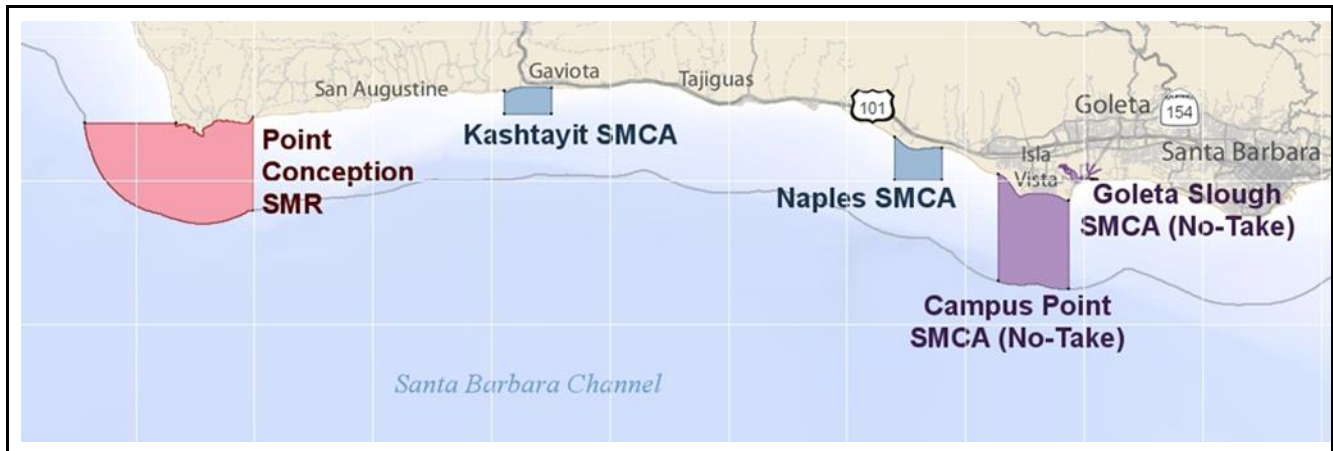 San Augustine
Gaviota
Tajiguas
101
Goleta
CALIFORNIA
154
Point
Conception
SMR
Kashtayit SMCA
Isla
Vista
Santa Barbara
Naples SMCA
Goleta Slough
SMCA (No-Take)
Campus Point
SMCA (No-Take)
Santa Barbara Channel